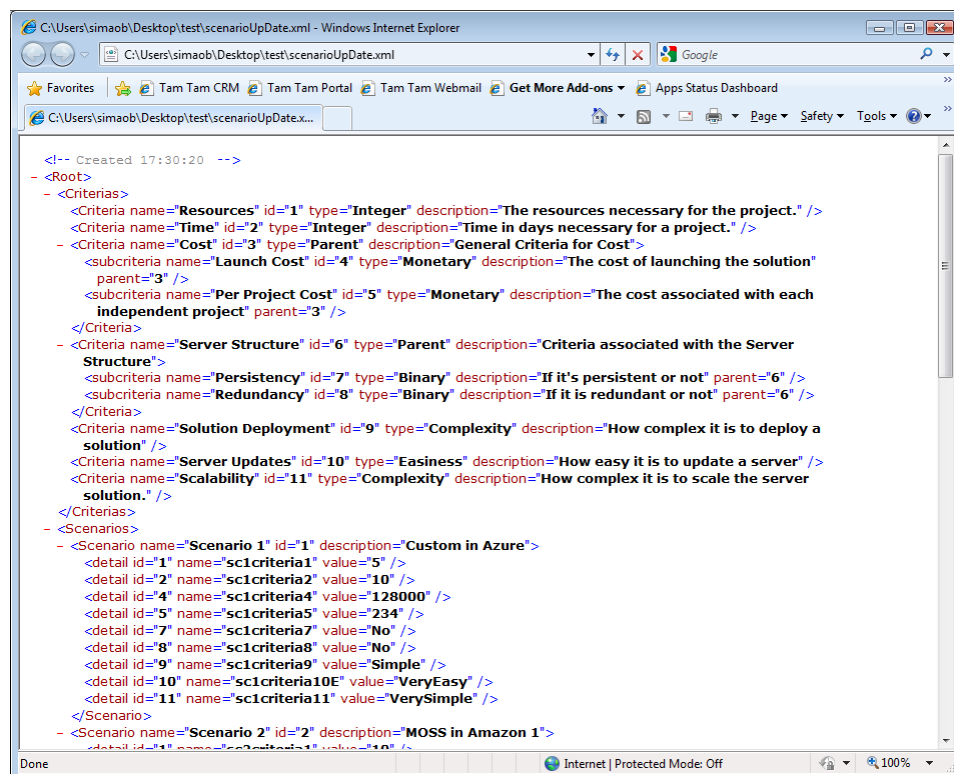 C:\Users\simaob\Desktop\test\scenarioUpDate.xml - Windows Internet Explorer
C:\Users\simaob\Desktop\test\scenarioUpDate.xml
Google
Favorites Tam Tam CRM Tam Tam Portal Tam Tam Webmail Get More Add-ons Apps Status Dashboard »
C:\Users\simaob\Desktop\test\scenarioUpDate.x... Page Safety Tools »
<!-- Created 17:30:20 -->
- <Root>
- <Criterias>
<Criteria name="Resources" id="1" type="Integer" description="The resources necessary for the project." />
<Criteria name="Time" id="2" type="Integer" description="Time in days necessary for a project." />
- <Criteria name="Cost" id="3" type="Parent" description="General Criteria for Cost">
<subcriteria name="Launch Cost" id="4" type="Monetary" description="The cost of launching the solution"
parent="3" />
<subcriteria name="Per Project Cost" id="5" type="Monetary" description="The cost associated with each
independent project" parent="3" />
</Criteria>
- <Criteria name="Server Structure" id="6" type="Parent" description="Criteria associated with the Server
Structure">
<subcriteria name="Persistency" id="7" type="Binary" description="If it's persistent or not" parent="6" />
<subcriteria name="Redundancy" id="8" type="Binary" description="If it is redundant or not" parent="6" />
</Criteria>
<Criteria name="Solution Deployment" id="9" type="Complexity" description="How complex it is to deploy a
solution" />
<Criteria name="Server Updates" id="10" type="Easiness" description="How easy it is to update a server" />
<Criteria name="Scalability" id="11" type="Complexity" description="How complex it is to scale the server
solution." />
</Criterias>
- <Scenarios>
- <Scenario name="Scenario 1" id="1" description="Custom in Azure">
<detail id="1" name="sc1criteria1" value="5" />
<detail id="2" name="sc1criteria2" value="10" />
<detail id="4" name="sc1criteria4" value="128000" />
<detail id="5" name="sc1criteria5" value="234" />
<detail id="7" name="sc1criteria7" value="No" />
<detail id="8" name="sc1criteria8" value="No" />
<detail id="9" name="sc1criteria9" value="Simple" />
<detail id="10" name="sc1criteria10E" value="VeryEasy" />
<detail id="11" name="sc1criteria11" value="VerySimple" />
</Scenario>
- <Scenario name="Scenario 2" id="2" description="MOSS in Amazon 1">
<detail id="1" name="sc2criteria1" value="10" />
Done Internet | Protected Mode: Off 100%